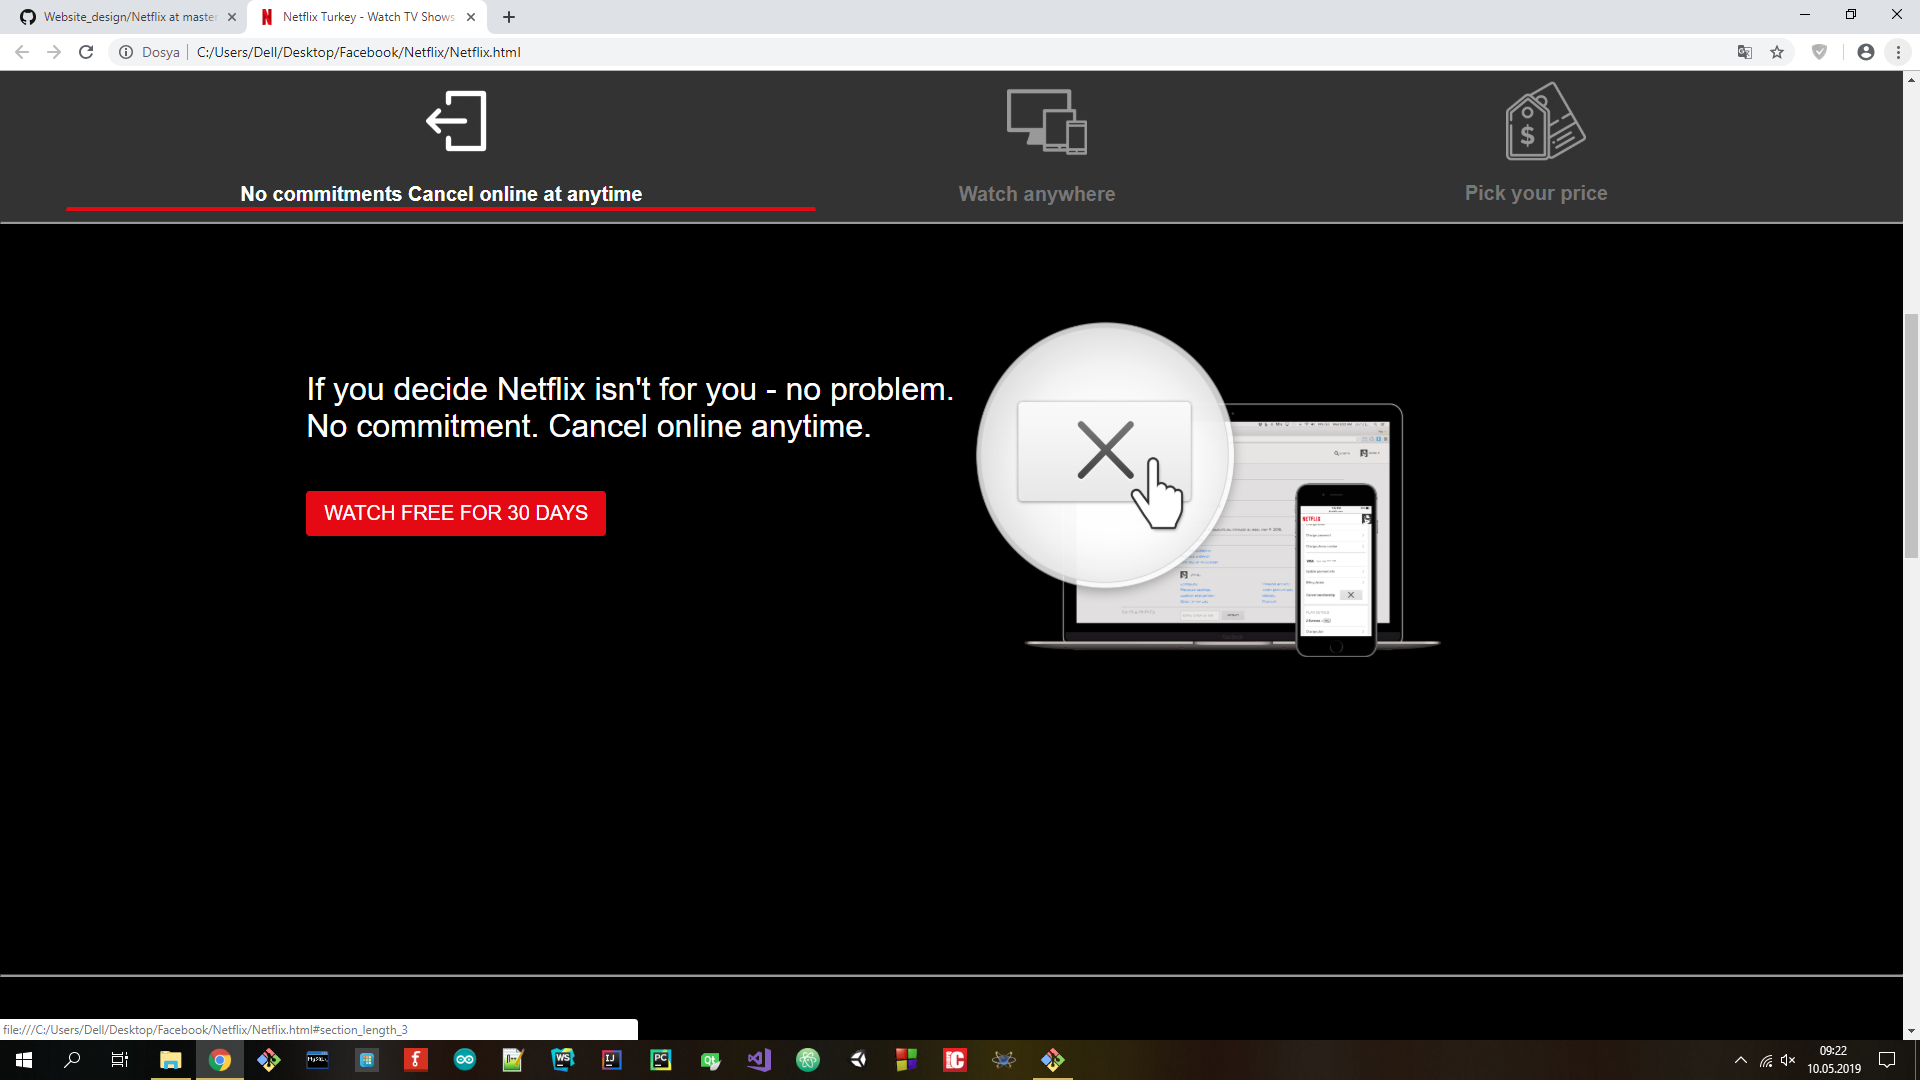 Website_design/Netflix at master
Netflix Turkey - Watch TV Shows
Dosya
C:/Users/Dell/Desktop/Facebook/Netflix/Netflix.html
No commitments Cancel online at anytime
Watch anywhere
Pick your price
If you decide Netflix isn't for you - no problem.
No commitment. Cancel online anytime.
WATCH FREE FOR 30 DAYS
NETFLIX
file:///C:/Users/Dell/Desktop/Facebook/Netflix/Netflix.html#section_length_3
09:22
10.05.2019